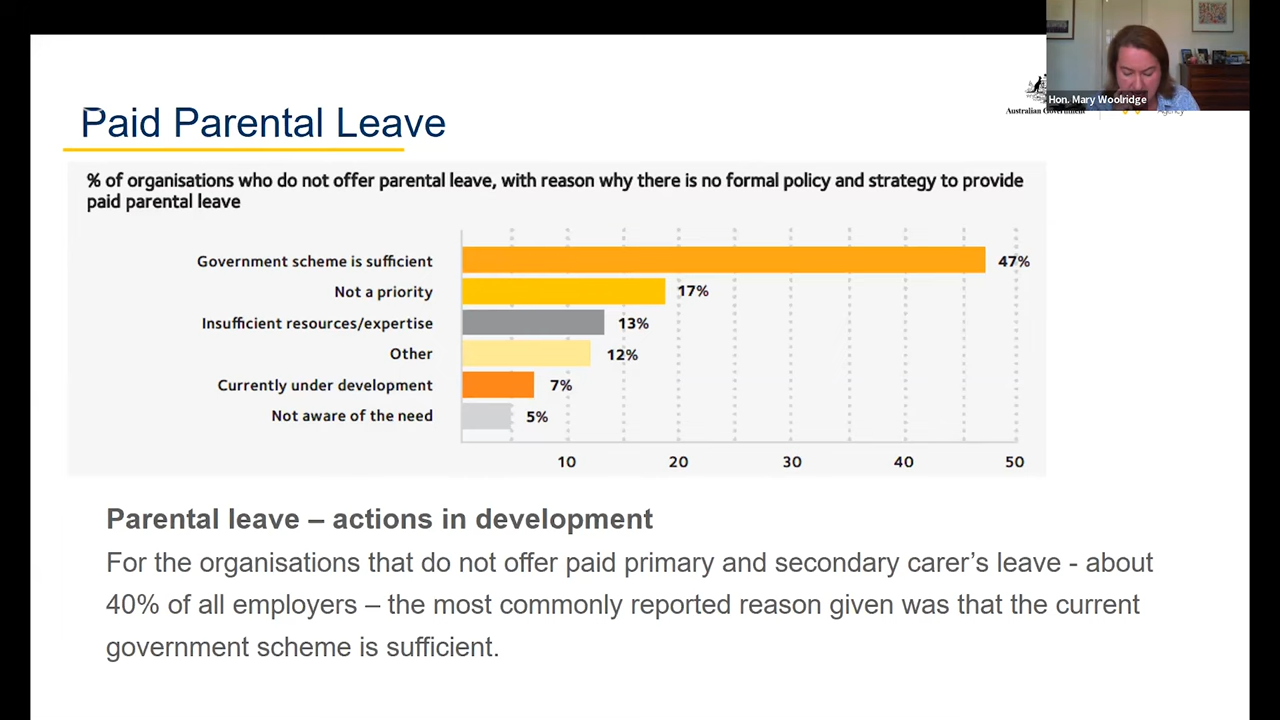 Hon. Mary Woolridge
Australian Government
Agency
Paid Parental Leave
% of organisations who do not offer parental leave, with reason why there is no formal policy and strategy to provide
paid parental leave
Government scheme is sufficient 47%
Not a priority 17%
Insufficient resources/expertise 13%
Other 12%
Currently under development 7%
Not aware of the need 5%
10 20 30 40 50
Parental leave – actions in development
For the organisations that do not offer paid primary and secondary carer’s leave - about
40% of all employers – the most commonly reported reason given was that the current
government scheme is sufficient.